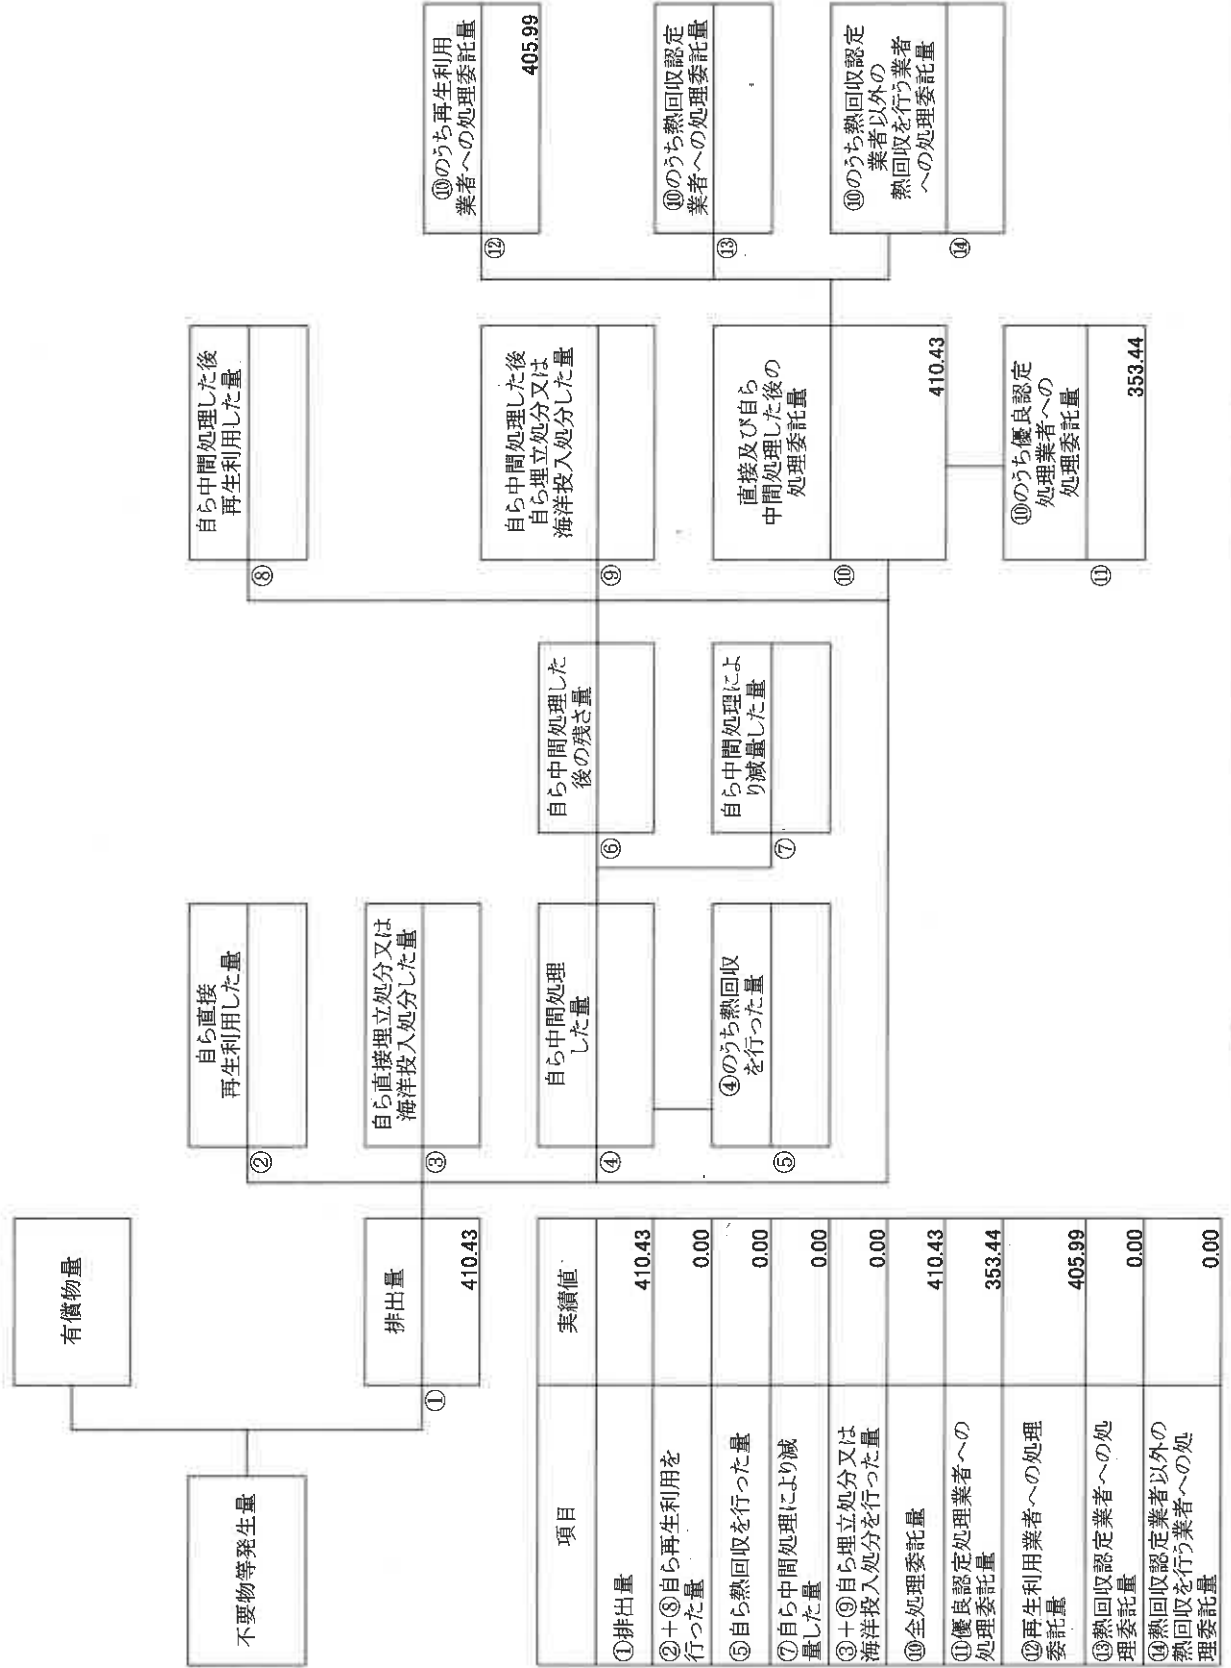 有償物量
不要物等発生量
①
排出量
410.43
②
自ら直接
再生利用した量
③
自ら直接埋立処分又は
海洋投入処分した量
④
自ら中間処理
した量
⑤
④のうち熱回収
を行った量
⑥
自ら中間処理した
後の残さ量
⑦
自ら中間処理によ
り減量した量
⑧
自ら中間処理した後
再生利用した量
⑨
自ら中間処理した後
自ら埋立処分又は
海洋投入処分した量
⑩
直接及び自ら
中間処理した後の
処理委託量
410.43
⑪
⑩のうち優良認定
処理業者への
処理委託量
353.44
⑫
⑩のうち再生利用
業者への処理委託量
405.99
⑬
⑩のうち熱回収認定
業者への処理委託量
⑭
⑩のうち熱回収認定
業者以外の
熱回収を行う業者
への処理委託量
項目 実績値
①排出量 410.43
②+⑧自ら再生利用を
行った量 0.00
⑤自ら熱回収を行った量 0.00
⑦自ら中間処理により減
量した量 0.00
③+⑨自ら埋立処分又は
海洋投入処分を行った量 0.00
⑩全処理委託量 410.43
⑪優良認定処理業者への
処理委託量 353.44
⑫再生利用業者への処理
委託量 405.99
⑬熱回収認定業者への処
理委託量 0.00
⑭熱回収認定業者以外の
熱回収を行う業者への処
理委託量 0.00